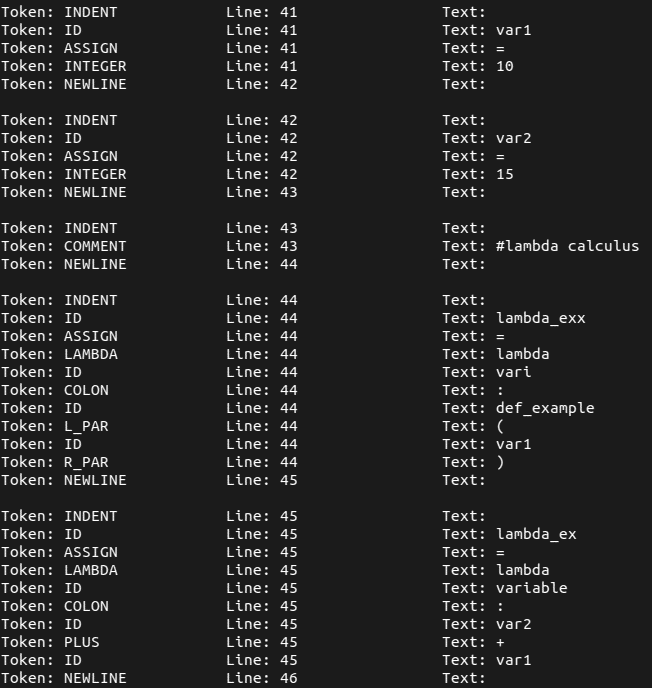 Token: INDENT Line: 41 Text:
Token: ID Line: 41 Text: var1
Token: ASSIGN Line: 41 Text: =
Token: INTEGER Line: 41 Text: 10
Token: NEWLINE Line: 42 Text:

Token: INDENT Line: 42 Text:
Token: ID Line: 42 Text: var2
Token: ASSIGN Line: 42 Text: =
Token: INTEGER Line: 42 Text: 15
Token: NEWLINE Line: 43 Text:

Token: INDENT Line: 43 Text:
Token: COMMENT Line: 43 Text: #lambda calculus
Token: NEWLINE Line: 44 Text:

Token: INDENT Line: 44 Text:
Token: ID Line: 44 Text: lambda_exx
Token: ASSIGN Line: 44 Text: =
Token: LAMBDA Line: 44 Text: lambda
Token: ID Line: 44 Text: vari
Token: COLON Line: 44 Text: :
Token: ID Line: 44 Text: def_example
Token: L_PAR Line: 44 Text: (
Token: ID Line: 44 Text: var1
Token: R_PAR Line: 44 Text: )
Token: NEWLINE Line: 45 Text:

Token: INDENT Line: 45 Text:
Token: ID Line: 45 Text: lambda_ex
Token: ASSIGN Line: 45 Text: =
Token: LAMBDA Line: 45 Text: lambda
Token: ID Line: 45 Text: variable
Token: COLON Line: 45 Text: :
Token: ID Line: 45 Text: var2
Token: PLUS Line: 45 Text: +
Token: ID Line: 45 Text: var1
Token: NEWLINE Line: 46 Text: